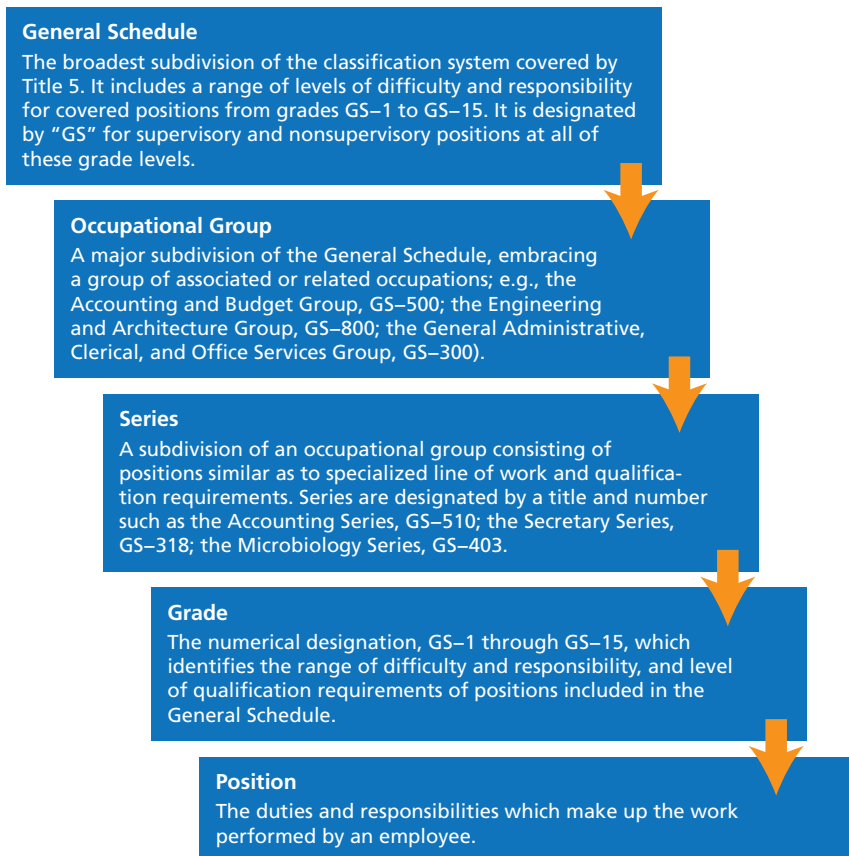 General Schedule
The broadest subdivision of the classification system covered by
Title 5. It includes a range of levels of difficulty and responsibility
for covered positions from grades GS–1 to GS–15. It is designated
by “GS” for supervisory and nonsupervisory positions at all of
these grade levels.
Occupational Group
A major subdivision of the General Schedule, embracing
a group of associated or related occupations; e.g., the
Accounting and Budget Group, GS–500; the Engineering
and Architecture Group, GS–800; the General Administrative,
Clerical, and Office Services Group, GS–300).
Series
A subdivision of an occupational group consisting of
positions similar as to specialized line of work and qualifica-
tion requirements. Series are designated by a title and number
such as the Accounting Series, GS–510; the Secretary Series,
GS–318; the Microbiology Series, GS–403.
Grade
The numerical designation, GS–1 through GS–15, which
identifies the range of difficulty and responsibility, and level
of qualification requirements of positions included in the
General Schedule.
Position
The duties and responsibilities which make up the work
performed by an employee.